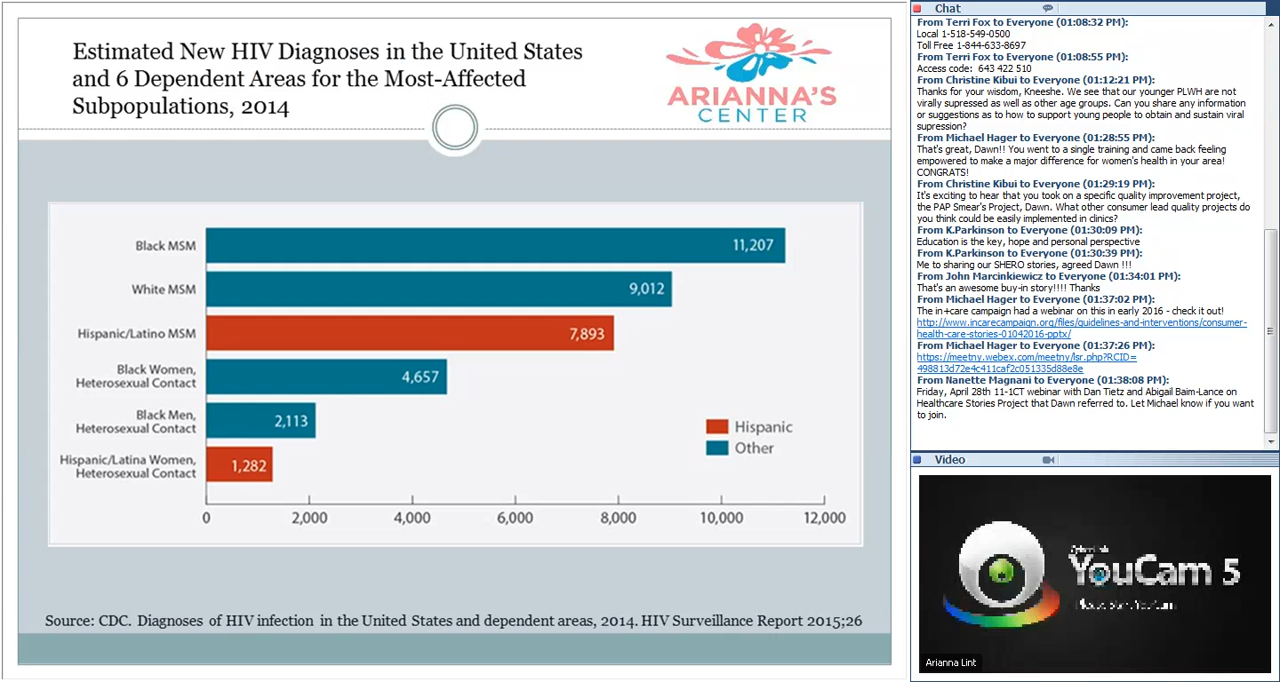 Estimated New HIV Diagnoses in the United States
and 6 Dependent Areas for the Most-Affected
Subpopulations, 2014
ARIANNA'S
CENTER
Black MSM
11,207
White MSM
9,012
Hispanic/Latino MSM
7,893
Black Women,
Heterosexual Contact
4,657
Black Men,
Heterosexual Contact
2,113
Hispanic/Latina Women,
Heterosexual Contact
1,282
Hispanic
Other
0 2,000 4,000 6,000 8,000 10,000 12,000
Source: CDC. Diagnoses of HIV infection in the United States and dependent areas, 2014. HIV Surveillance Report 2015;26
Chat
From Terri Fox to Everyone (01:08:32 PM):
Local 1-518-549-0500
Toll Free 1-844-633-8697
From Terri Fox to Everyone (01:08:55 PM):
Access code: 643 422 510
From Christine Kibui to Everyone (01:12:21 PM):
Thanks for your wisdom, Kneeshe. We see that our younger PLWH are not
virally supressed as well as other age groups. Can you share any information
or suggestions as to how to support young people to obtain and sustain viral
supression?
From Michael Hager to Everyone (01:28:55 PM):
That's great, Dawn!! You went to a single training and came back feeling
empowered to make a major difference for women's health in your area!
CONGRATS!
From Christine Kibui to Everyone (01:29:19 PM):
It's exciting to hear that you took on a specific quality improvement project,
the PAP Smear's Project, Dawn. What other consumer lead quality projects do
you think could be easily implemented in clinics?
From K.Parkinson to Everyone (01:30:09 PM):
Education is the key, hope and personal perspective
From K.Parkinson to Everyone (01:30:39 PM):
Me to sharing our SHERO stories, agreed Dawn !!!
From John Marcinkiewicz to Everyone (01:34:01 PM):
That's an awesome buy-in story!!!! Thanks
From Michael Hager to Everyone (01:37:02 PM):
The in+care campaign had a webinar on this in early 2016 - check it out!
http://www.incarecampaign.org/files/guidelines-and-interventions/consumer-
health-care-stories-01042016-pptx/
From Michael Hager to Everyone (01:37:26 PM):
https://meetny.webex.com/meetny/lsr.php?RCID=
498813d72e4c411caf2c051335d88e8e
From Nanette Magnani to Everyone (01:38:08 PM):
Friday, April 28th 11-1CT webinar with Dan Tietz and Abigail Baim-Lance on
Healthcare Stories Project that Dawn referred to. Let Michael know if you want
to join.
Video
YouCam 5
Arianna Lint